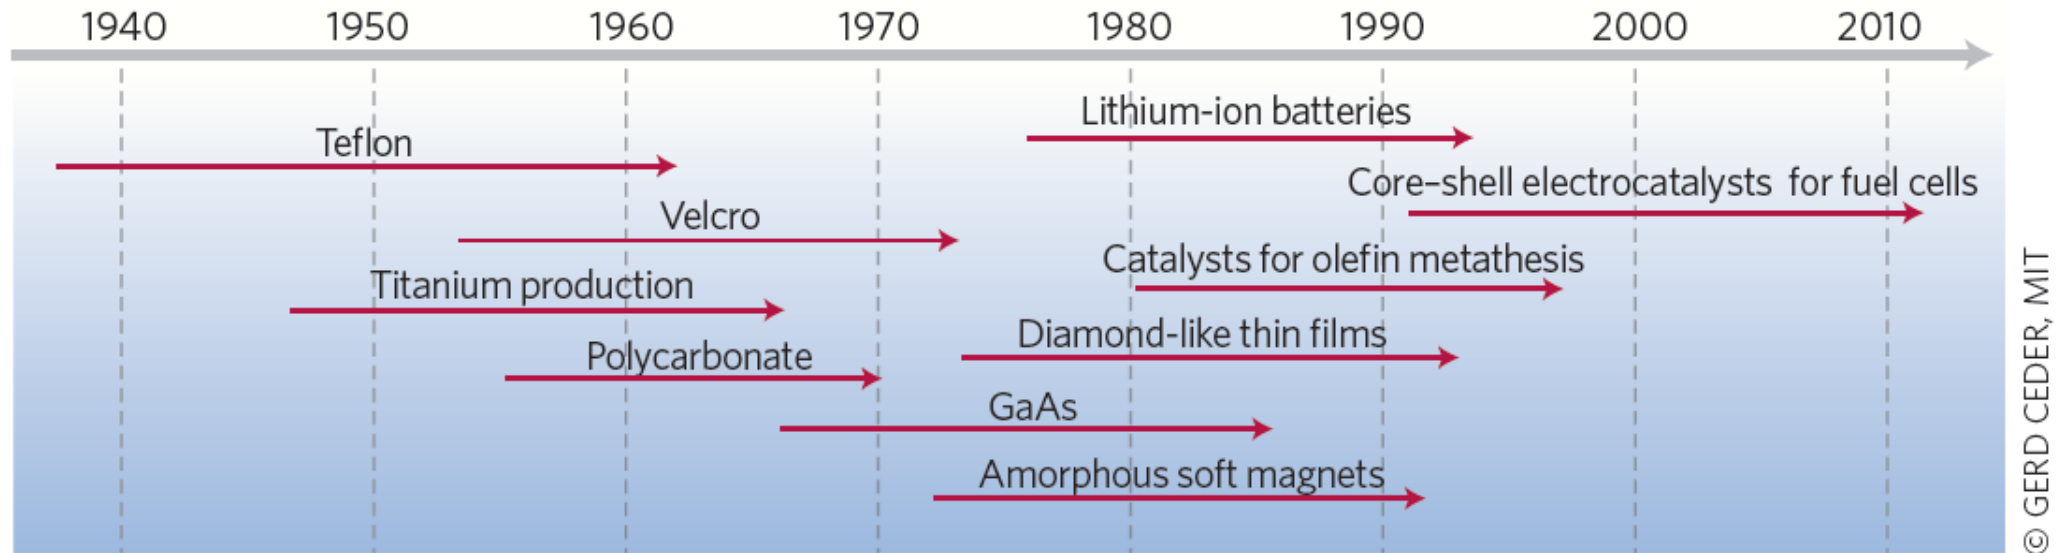 1940 1950 1960 1970 1980 1990 2000 2010
Lithium-ion batteries
Teflon
Core–shell electrocatalysts for fuel cells
Velcro
Catalysts for olefin metathesis
Titanium production
Diamond-like thin films
Polycarbonate
GaAs
Amorphous soft magnets
© GERD CEDER, MIT